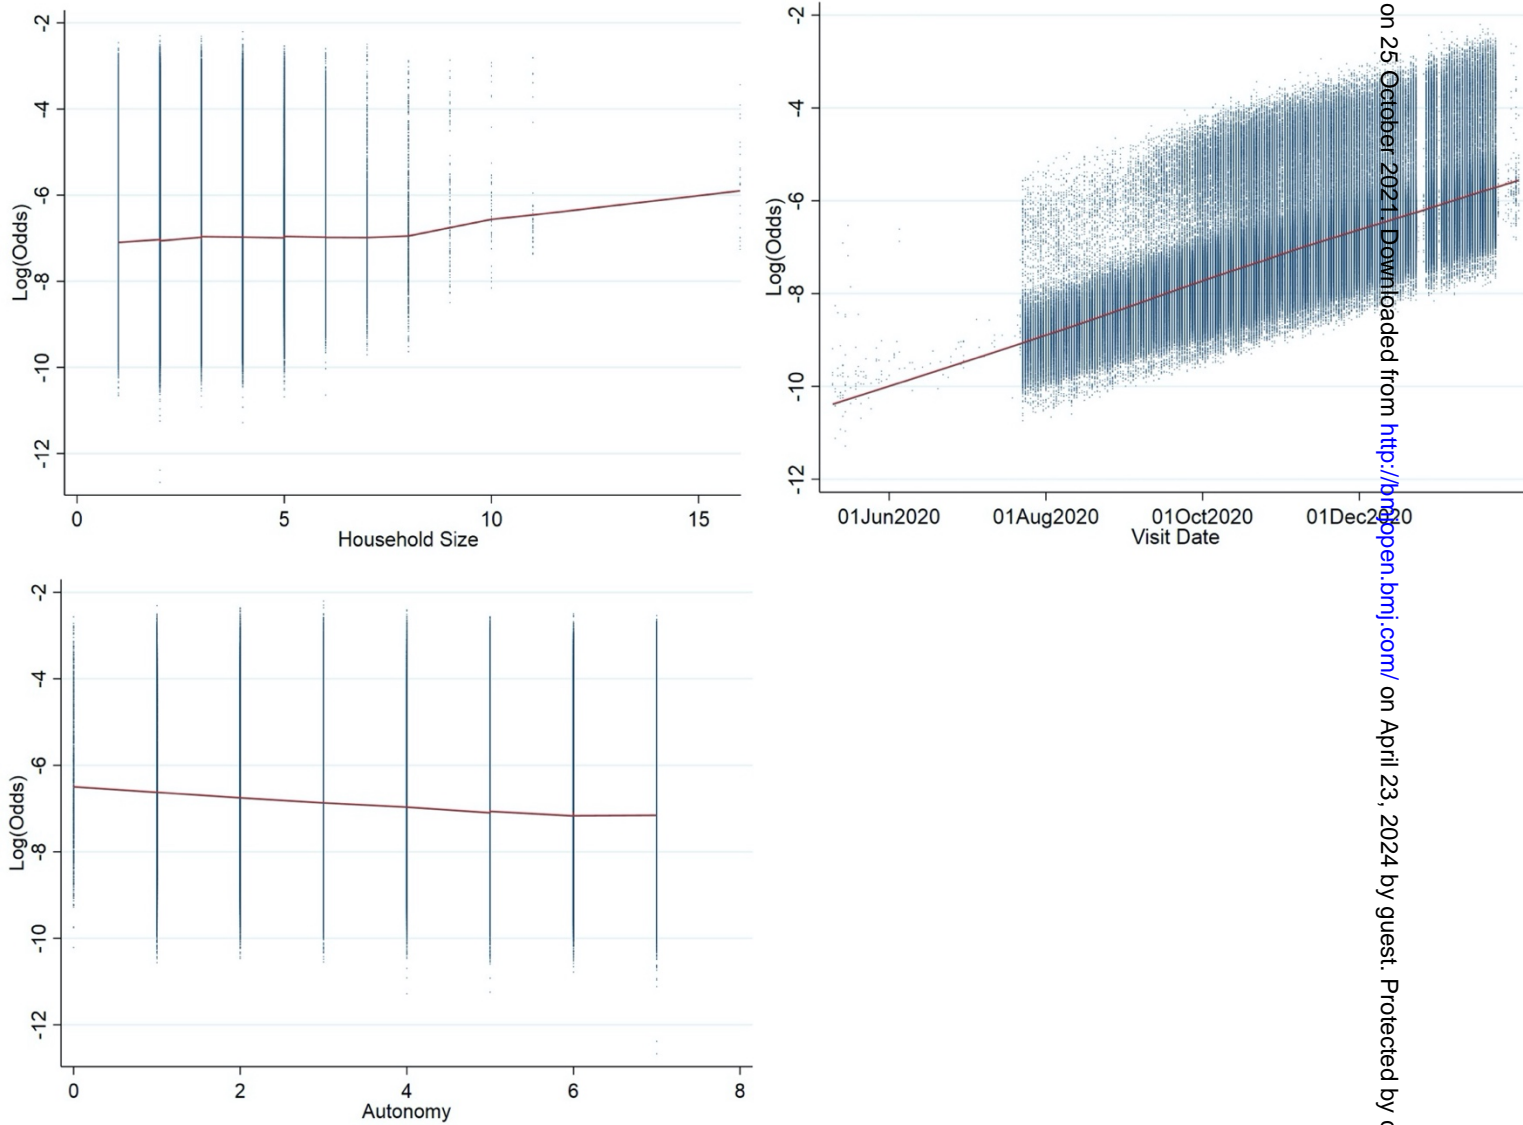 -2
-4
-6
-8
-10
-12
Log(Odds)
0
5
10
15
Household Size
-2
-4
-6
-8
-10
-12
Log(Odds)
01Jun2020
01Aug2020
01Oct2020
01Dec2020
Visit Date
-2
-4
-6
-8
-10
-12
Log(Odds)
0
2
4
6
8
Autonomy
on 25 October 2021. Downloaded from http://bmjopen.bmj.com/ on April 23, 2024 by guest. Protected by